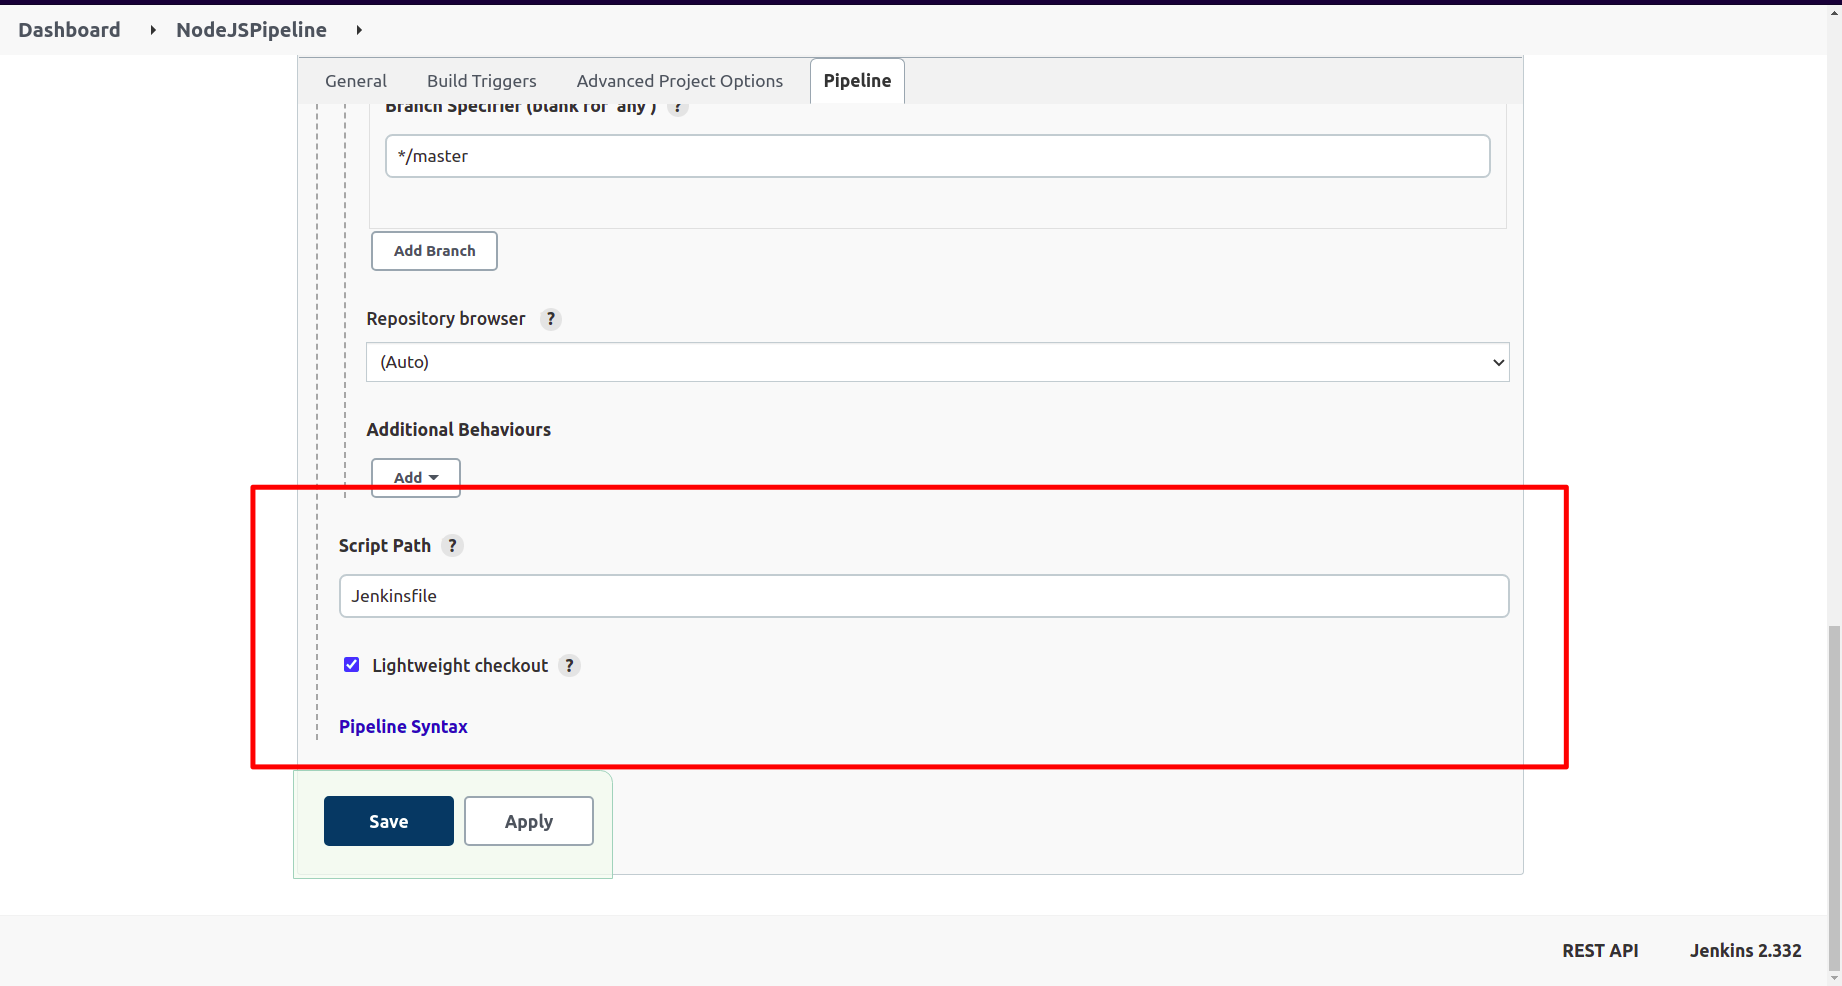 Dashboard NodeJSPipeline
General Build Triggers Advanced Project Options Pipeline
Branch Specifier (blank for 'any') ?
*/master
Add Branch
Repository browser ?
(Auto)
Additional Behaviours
Add
Script Path ?
Jenkinsfile
Lightweight checkout ?
Pipeline Syntax
Save Apply
REST API Jenkins 2.332